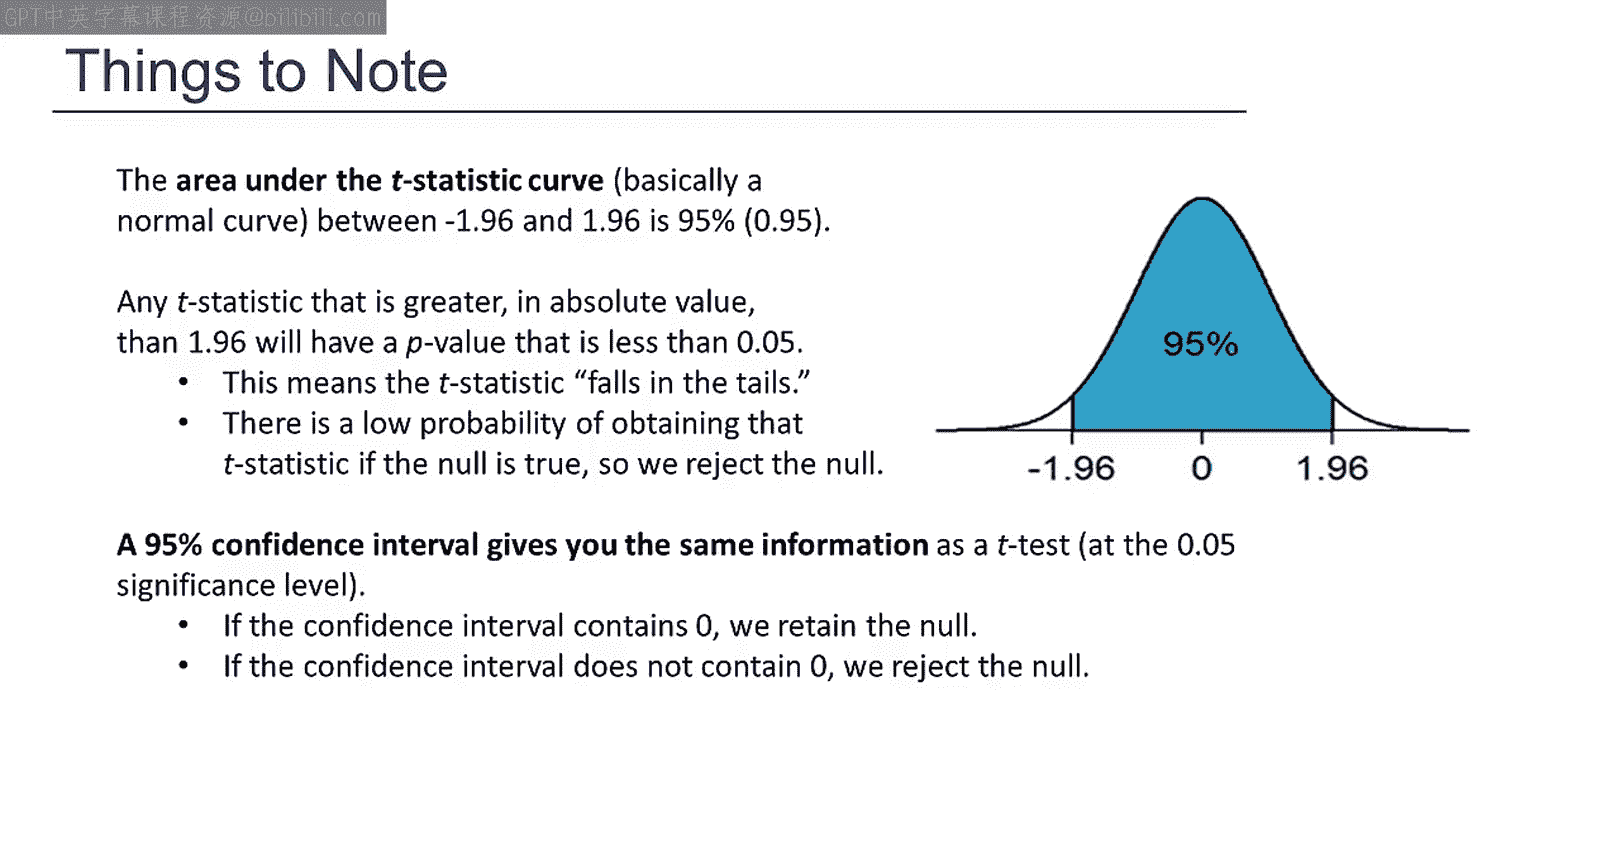 GPT中英字幕课程资源@bilibili.com
Things to Note
The area under the t-statistic curve (basically a
normal curve) between -1.96 and 1.96 is 95% (0.95).
Any t-statistic that is greater, in absolute value,
than 1.96 will have a p-value that is less than 0.05.
• This means the t-statistic “falls in the tails.”
• There is a low probability of obtaining that
t-statistic if the null is true, so we reject the null.
95%
-1.96 0 1.96
A 95% confidence interval gives you the same information as a t-test (at the 0.05
significance level).
• If the confidence interval contains 0, we retain the null.
• If the confidence interval does not contain 0, we reject the null.